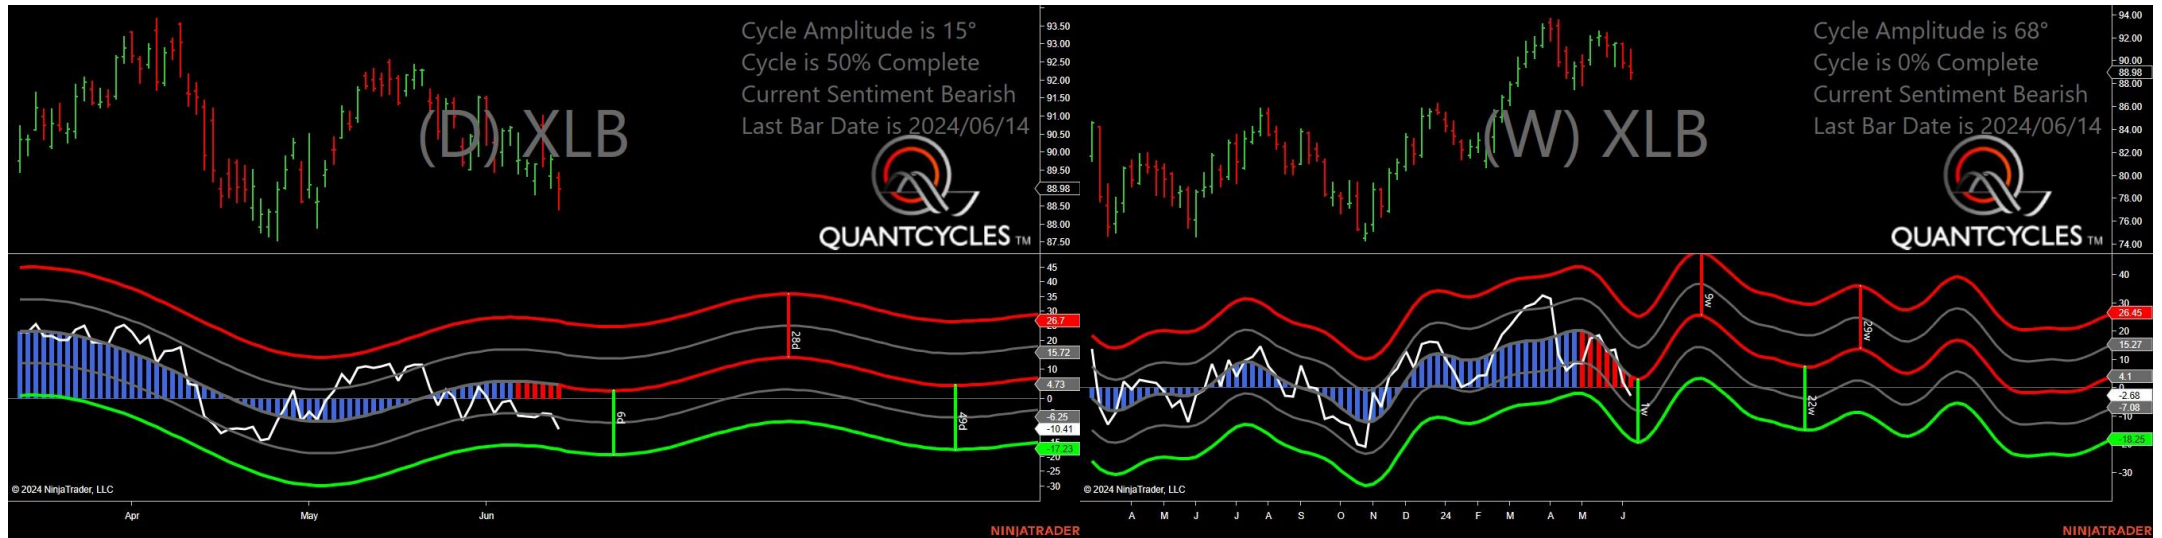 Cycle Amplitude is 15°
Cycle is 50% Complete
Current Sentiment Bearish
Last Bar Date is 2024/06/14
(D) XLB
QUANTCYCLES TM
93.50
93.00
92.50
92.00
91.50
91.00
90.50
90.00
89.50
88.98
88.50
88.00
87.50
45
40
35
30
26.7
20
15.72
10
4.73
0
-6.25
-10.41
-17.23
-20
-25
-30
6d
28d
49d
© 2024 NinjaTrader, LLC
Apr May Jun
NINJATRADER
Cycle Amplitude is 68°
Cycle is 0% Complete
Current Sentiment Bearish
Last Bar Date is 2024/06/14
(W) XLB
QUANTCYCLES TM
94.00
92.00
90.00
88.98
88.00
86.00
84.00
82.00
80.00
78.00
76.00
74.00
40
30
26.45
20
15.27
10
4.1
0
-2.68
-7.08
-10
-18.25
-30
1w
9w
22w
29w
© 2024 NinjaTrader, LLC
A M J J A S O N D 24 F M A M J
NINJATRADER